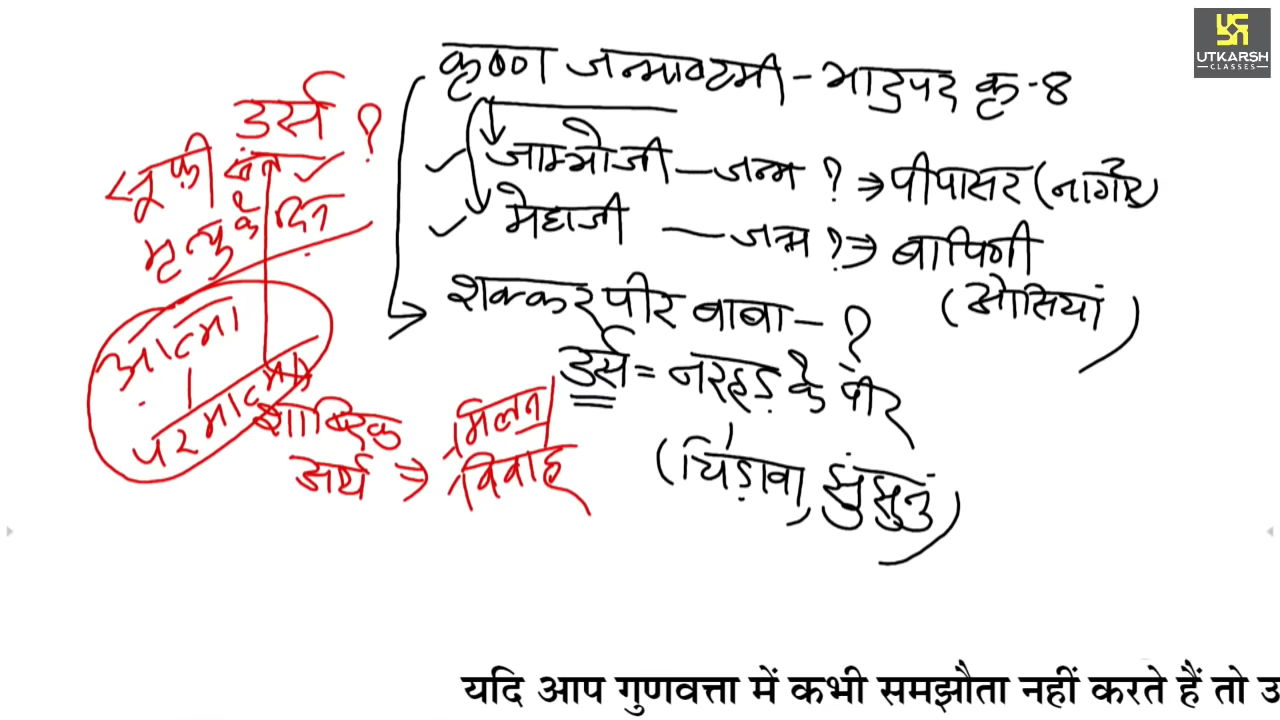 UTKARSH
CLASSES
कृष्ण जन्माष्टमी - भाद्रपद कृ-8
जाम्भोजी - जन्म ? ⇒ पीपासर (नागौर)
मेहाजी - जन्म ? ⇒ बापिणी
(ओसियां)
शक्कर पीर बाबा - ?
उर्स = नरहड़ के पीर
(चिड़ावा, झुंझुनूं)
उर्स ?
सूफी संत
मृत्यु के दिन
आत्मा
परमात्मा
शाब्दिक
अर्थ ⇒
मिलन
विवाह
यदि आप गुणवत्ता में कभी समझौता नहीं करते हैं तो